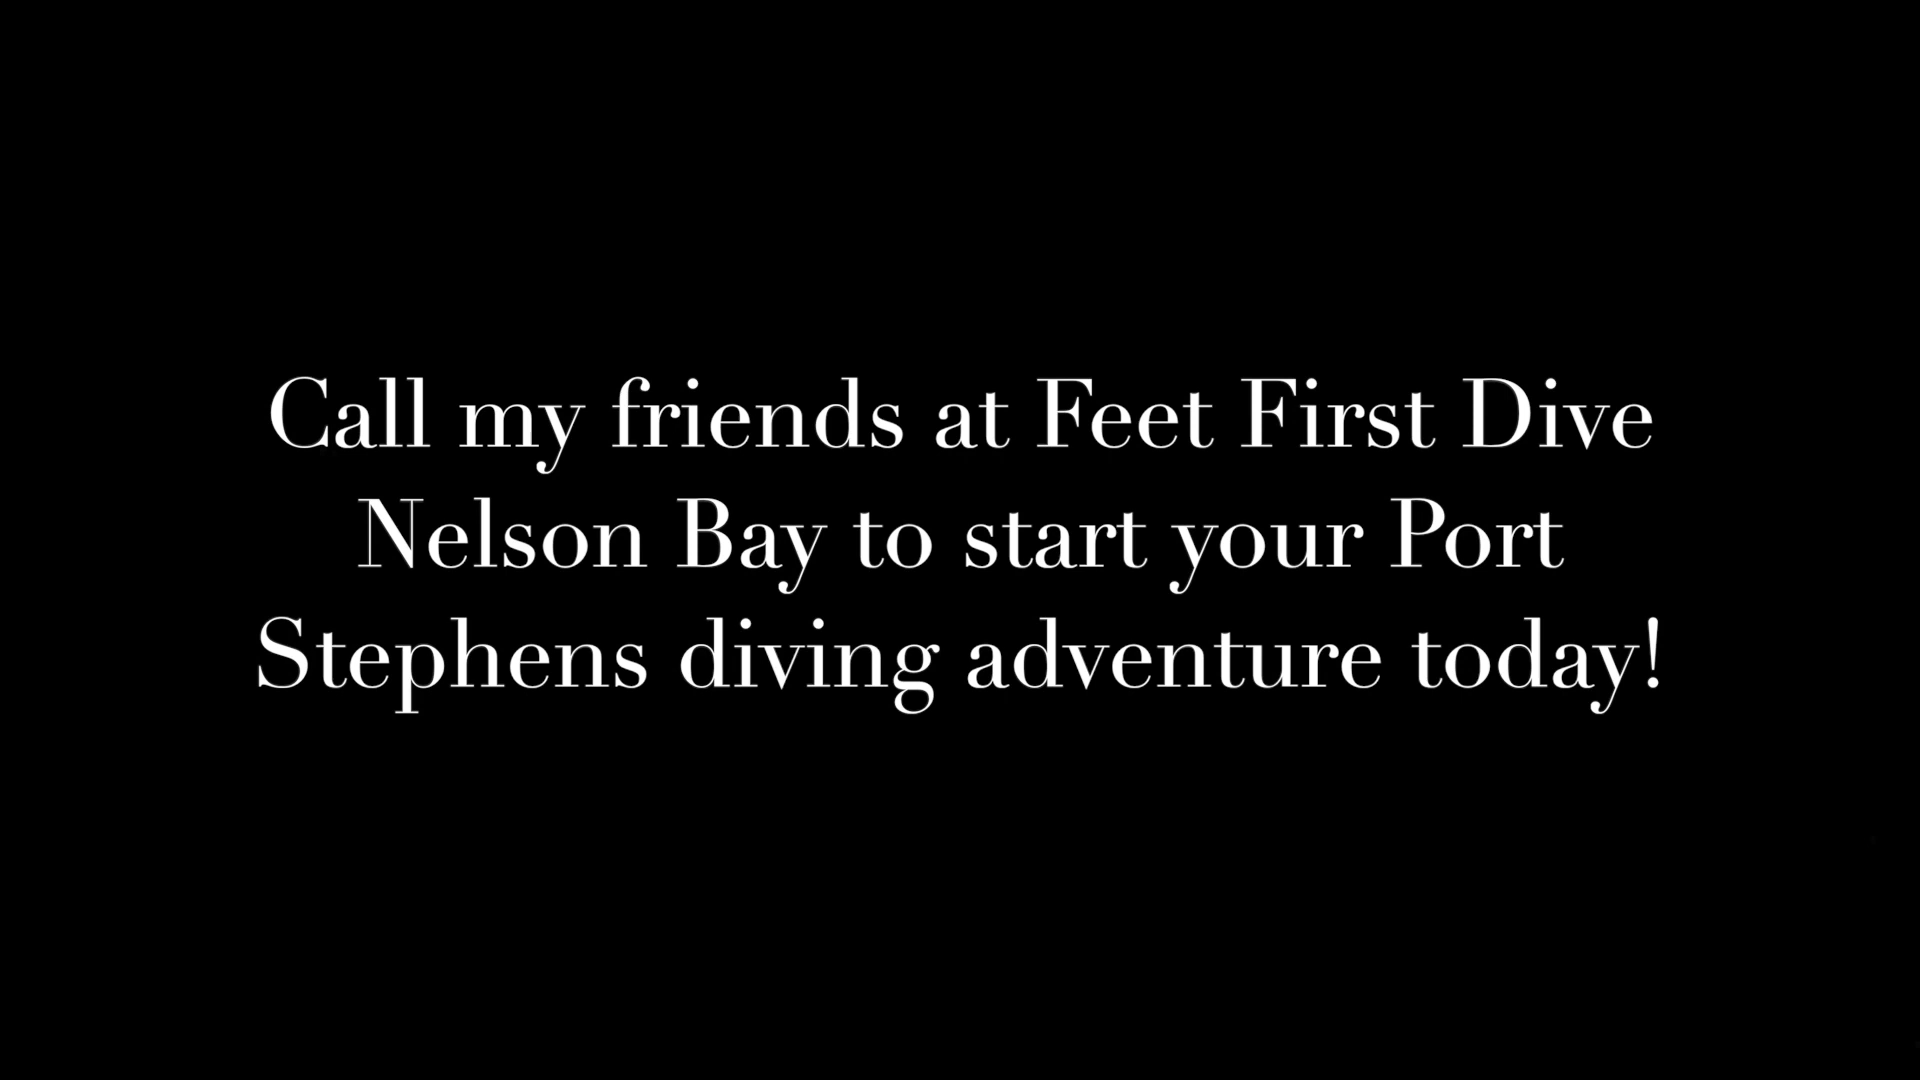 Call my friends at Feet First Dive
Nelson Bay to start your Port
Stephens diving adventure today!